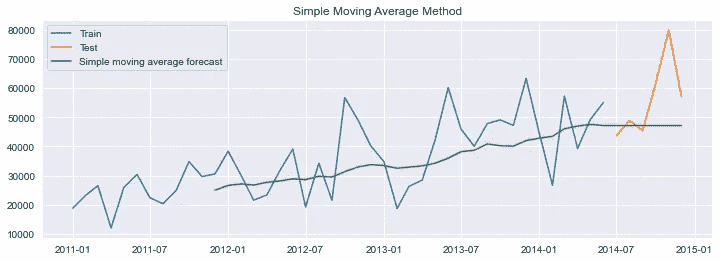 Simple Moving Average Method
Train
Test
Simple moving average forecast
80000
70000
60000
50000
40000
30000
20000
10000
2011-01 2011-07 2012-01 2012-07 2013-01 2013-07 2014-01 2014-07 2015-01